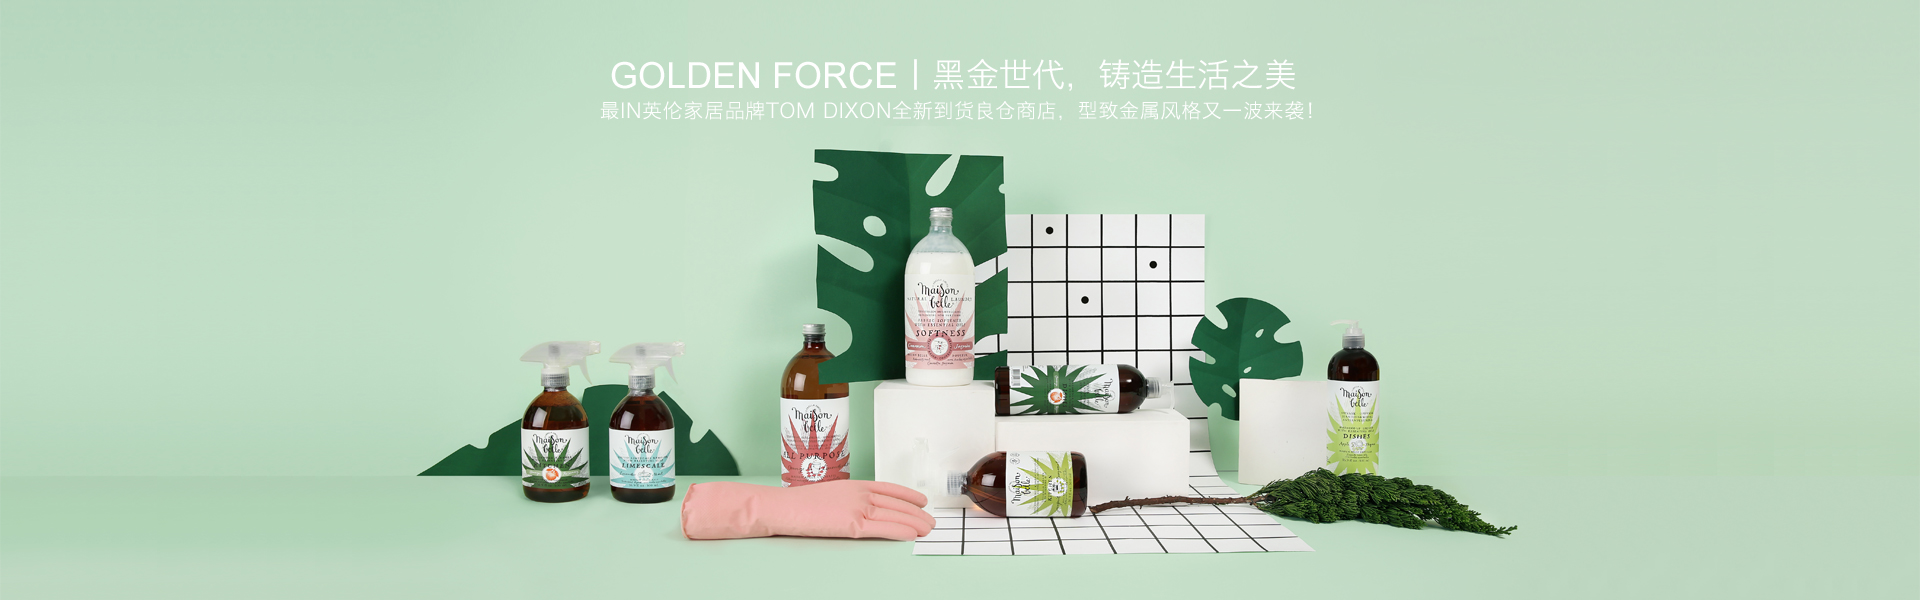 GOLDEN FORCE | 黑金世代，铸造生活之美
最IN英伦家居品牌TOM DIXON全新到货良仓商店，型致金属风格又一波来袭！
Maison
belle
SOFTNESS
Maison
belle
KITCHEN
Maison
belle
LIMESCALE
Maison
belle
ALL PURPOSE
Maison
belle
Maison
belle
Maison
belle
DISHES